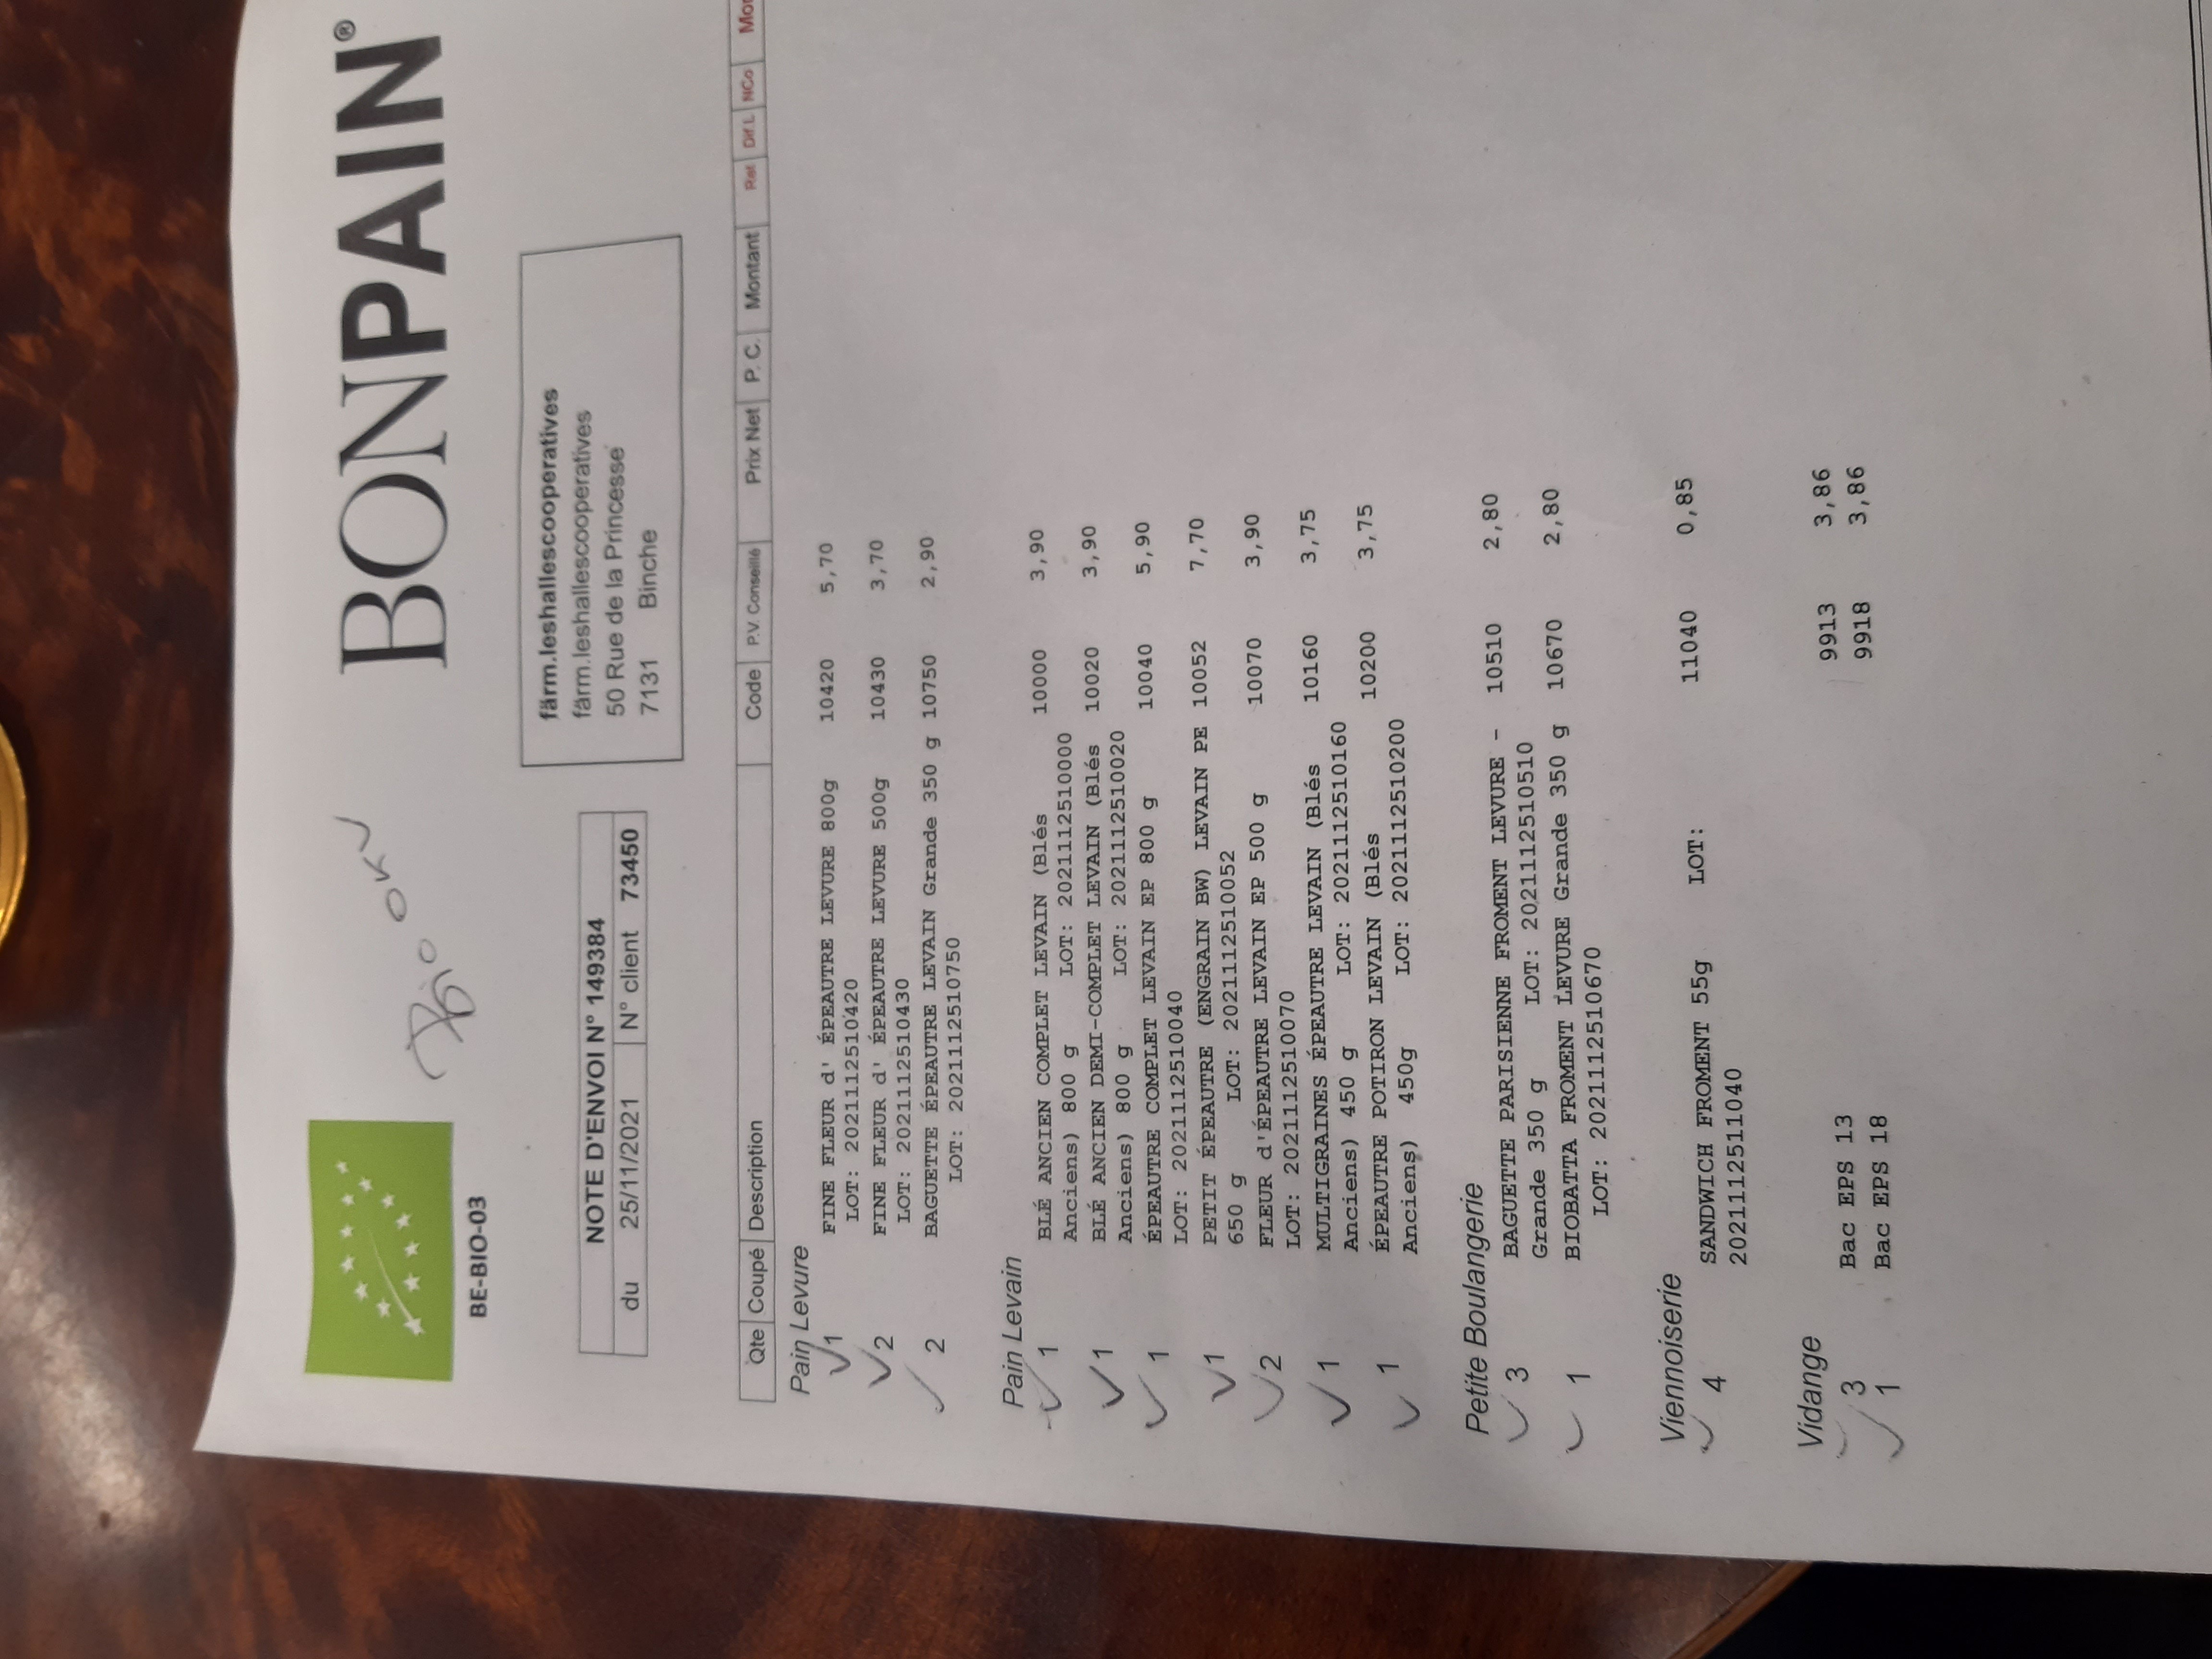 BE-BIO-03
Bio OK
BONPAIN®
färm.leshallescooperatives
färm.leshallescooperatives
50 Rue de la Princesse
7131 Binche
NOTE D'ENVOI N° 149384
du 25/11/2021 N° client 73450
Qte Coupé Description Code P.V. Conseillé Prix Net P. C. Montant Ret Dif.L NCo
Pain Levure
1 FINE FLEUR d' ÉPEAUTRE LEVURE 800g 10420 5,70
LOT: 2021112510420
2 FINE FLEUR d' ÉPEAUTRE LEVURE 500g 10430 3,70
LOT: 2021112510430
2 BAGUETTE ÉPEAUTRE LEVAIN Grande 350 g 10750 2,90
LOT: 2021112510750
Pain Levain
1 BLÉ ANCIEN COMPLET LEVAIN (Blés 10000 3,90
Anciens) 800 g LOT: 2021112510000
1 BLÉ ANCIEN DEMI-COMPLET LEVAIN (Blés 10020 3,90
Anciens) 800 g LOT: 2021112510020
1 ÉPEAUTRE COMPLET LEVAIN EP 800 g 10040 5,90
LOT: 2021112510040
1 PETIT ÉPEAUTRE (ENGRAIN BW) LEVAIN PE 10052 7,70
650 g LOT: 2021112510052
2 FLEUR d'ÉPEAUTRE LEVAIN EP 500 g 10070 3,90
LOT: 2021112510070
1 MULTIGRAINES ÉPEAUTRE LEVAIN (Blés 10160 3,75
Anciens) 450 g LOT: 2021112510160
1 ÉPEAUTRE POTIRON LEVAIN (Blés 10200 3,75
Anciens) 450g LOT: 2021112510200
Petite Boulangerie
3 BAGUETTE PARISIENNE FROMENT LEVURE - 10510 2,80
Grande 350 g LOT: 2021112510510
1 BIOBATTA FROMENT LEVURE Grande 350 g 10670 2,80
LOT: 2021112510670
Viennoiserie
4 SANDWICH FROMENT 55g LOT: 11040 0,85
2021112511040
Vidange
3 Bac EPS 13 9913 3,86
1 Bac EPS 18 9918 3,86